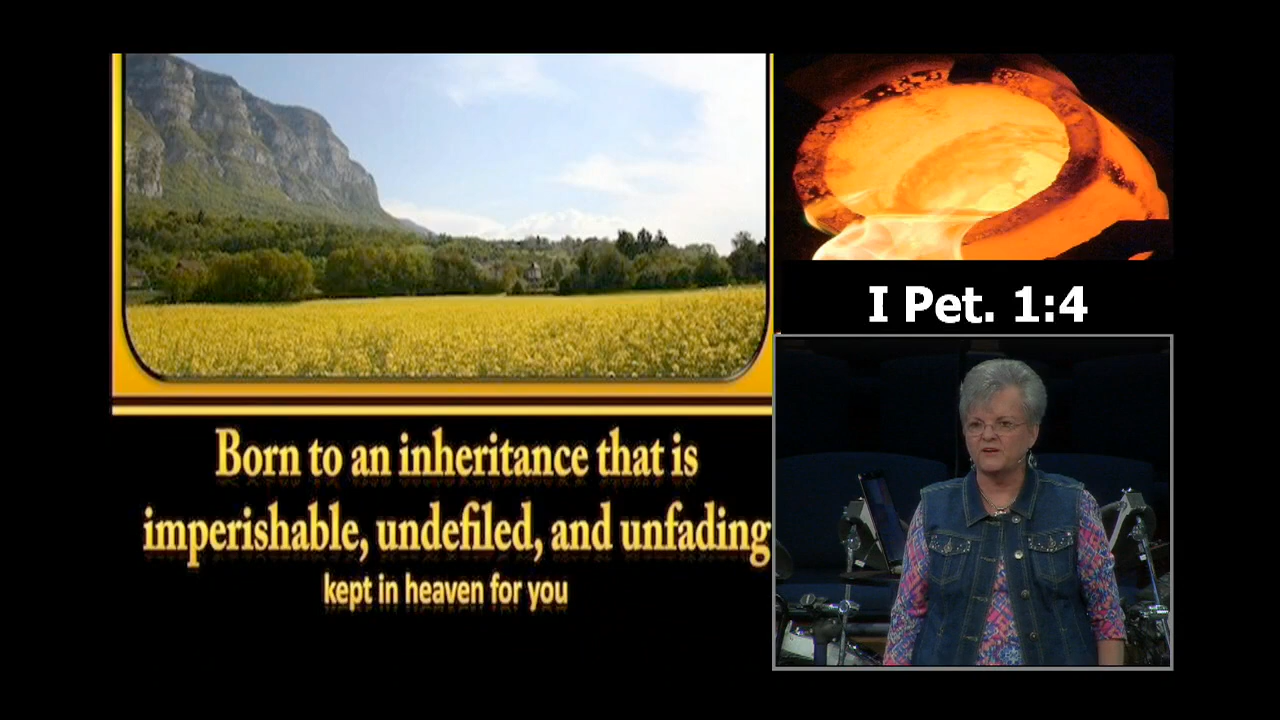 I Pet. 1:4
Born to an inheritance that is
imperishable, undefiled, and unfading
kept in heaven for you